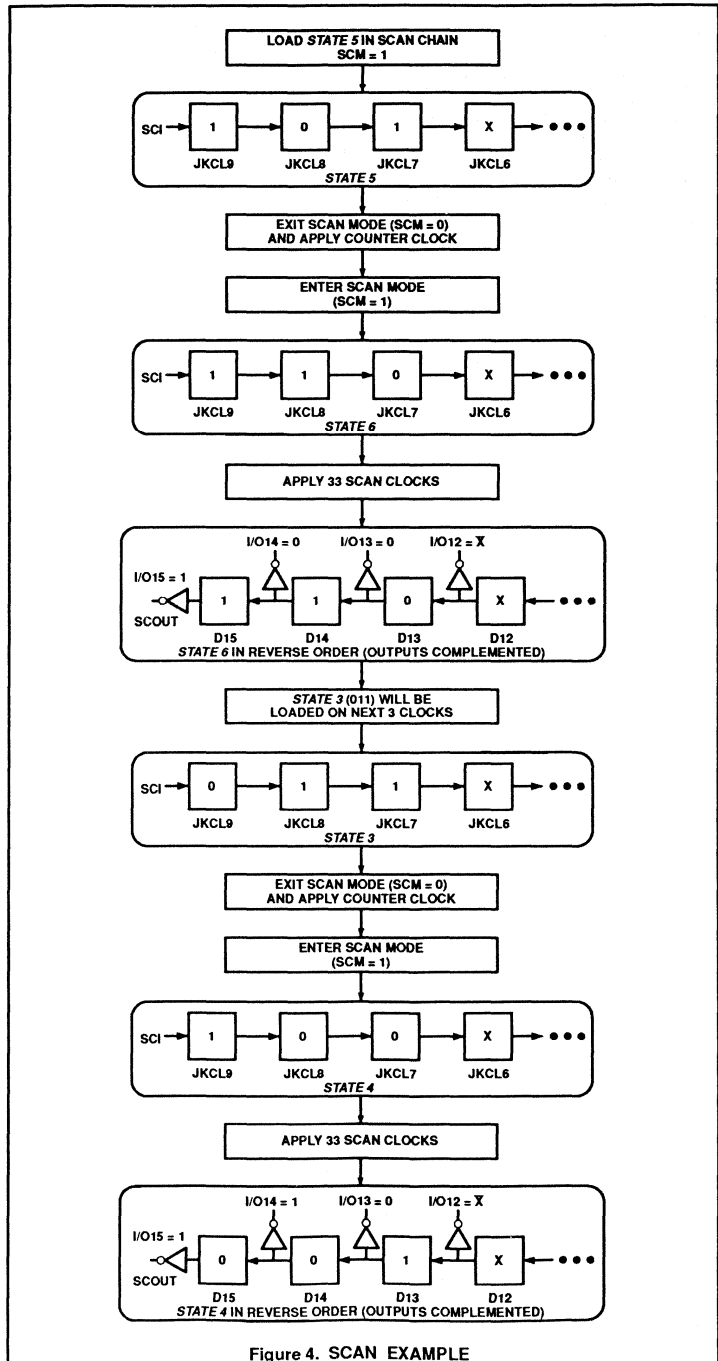 LOAD STATE 5 IN SCAN CHAIN
SCM = 1
SCI 1 0 1 X
JKCL9 JKCL8 JKCL7 JKCL6
STATE 5
EXIT SCAN MODE (SCM = 0)
AND APPLY COUNTER CLOCK
ENTER SCAN MODE
(SCM = 1)
SCI 1 1 0 X
JKCL9 JKCL8 JKCL7 JKCL6
STATE 6
APPLY 33 SCAN CLOCKS
I/O14 = 0 I/O13 = 0 I/O12 = X̅
I/O15 = 1
1 1 0 X
SCOUT
D15 D14 D13 D12
STATE 6 IN REVERSE ORDER (OUTPUTS COMPLEMENTED)
STATE 3 (011) WILL BE
LOADED ON NEXT 3 CLOCKS
SCI 0 1 1 X
JKCL9 JKCL8 JKCL7 JKCL6
STATE 3
EXIT SCAN MODE (SCM = 0)
AND APPLY COUNTER CLOCK
ENTER SCAN MODE
(SCM = 1)
SCI 1 0 0 X
JKCL9 JKCL8 JKCL7 JKCL6
STATE 4
APPLY 33 SCAN CLOCKS
I/O14 = 1 I/O13 = 0 I/O12 = X̅
I/O15 = 1
0 0 1 X
SCOUT
D15 D14 D13 D12
STATE 4 IN REVERSE ORDER (OUTPUTS COMPLEMENTED)
Figure 4. SCAN EXAMPLE